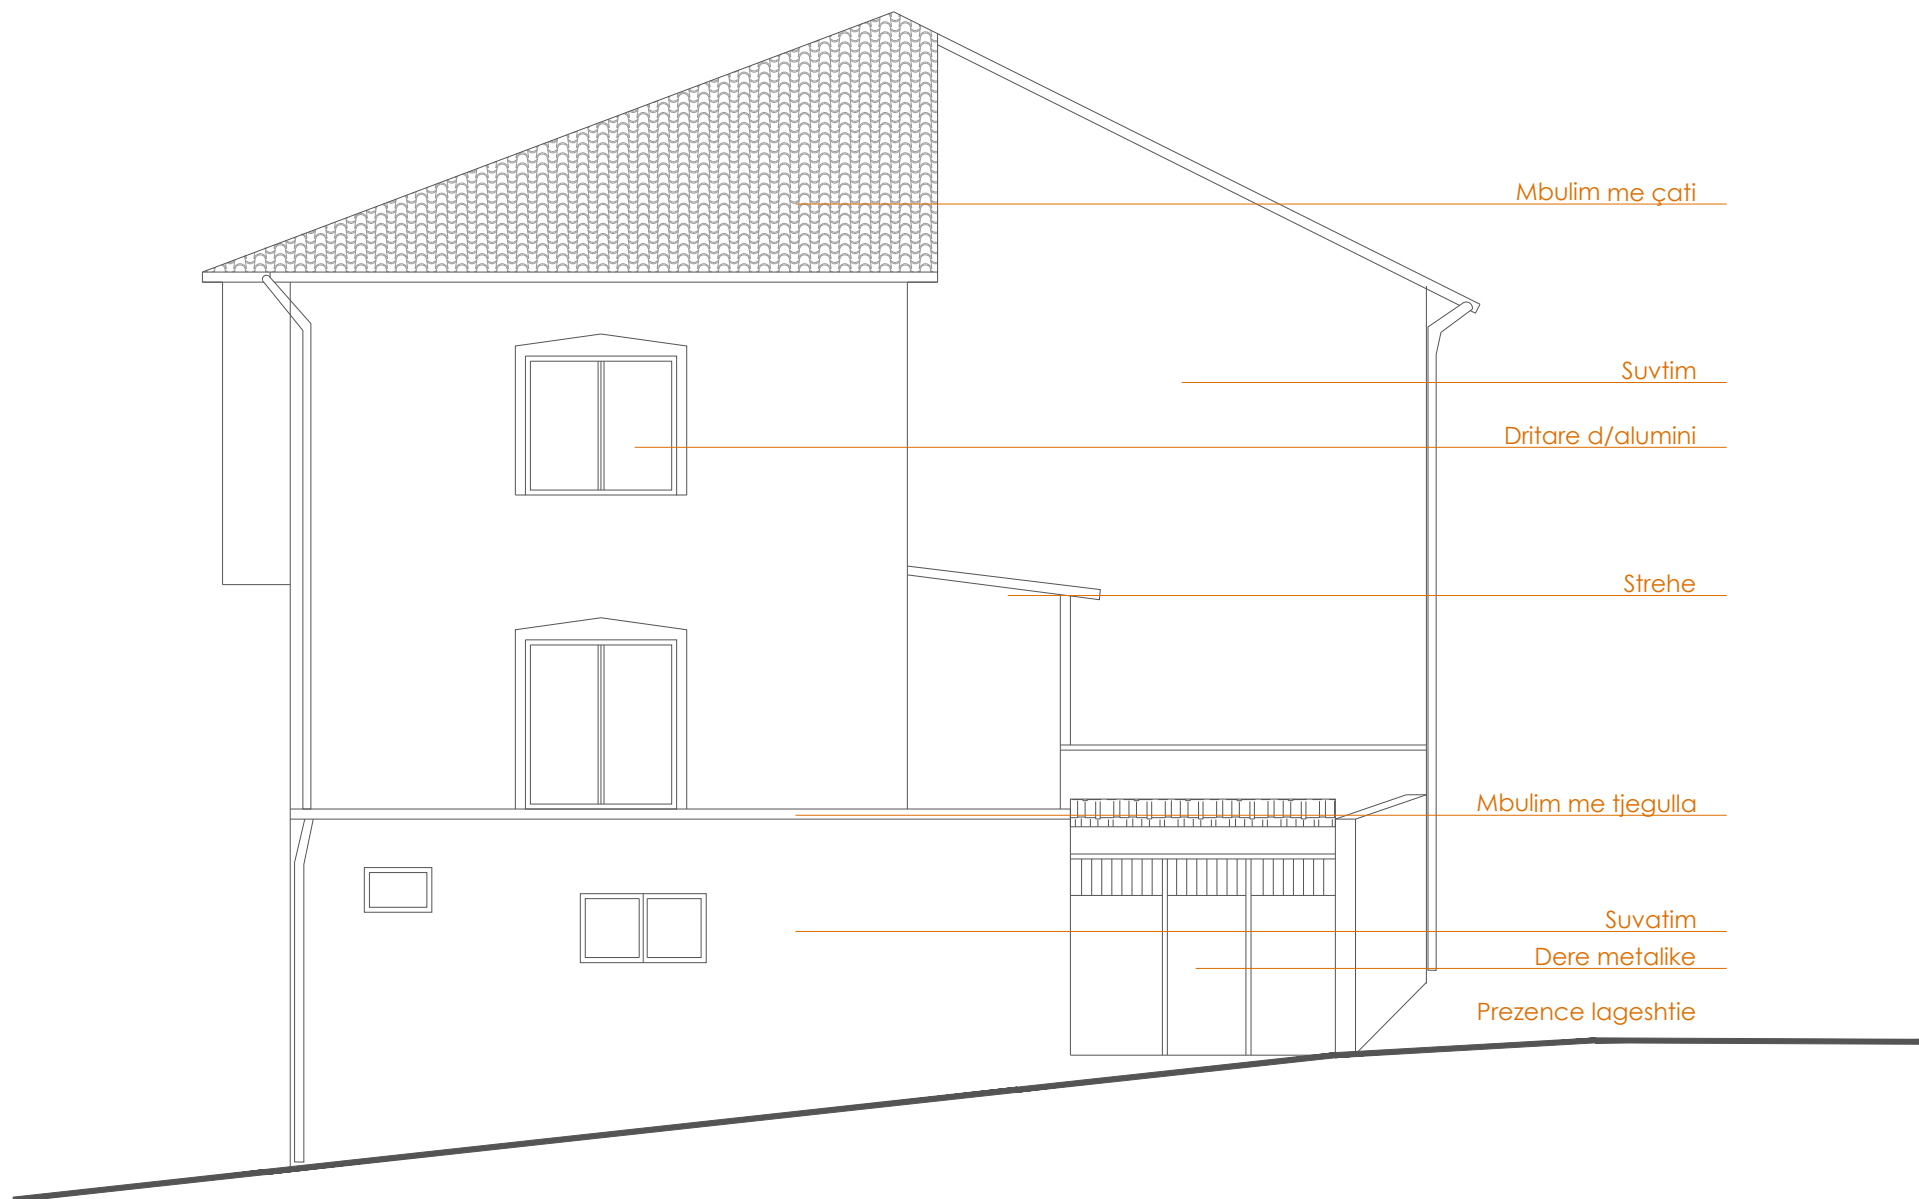 Mbulim me çati
Suvtim
Dritare d/alumini
Strehe
Mbulim me tjegulla
Suvatim
Dere metalike
Prezence lageshtie